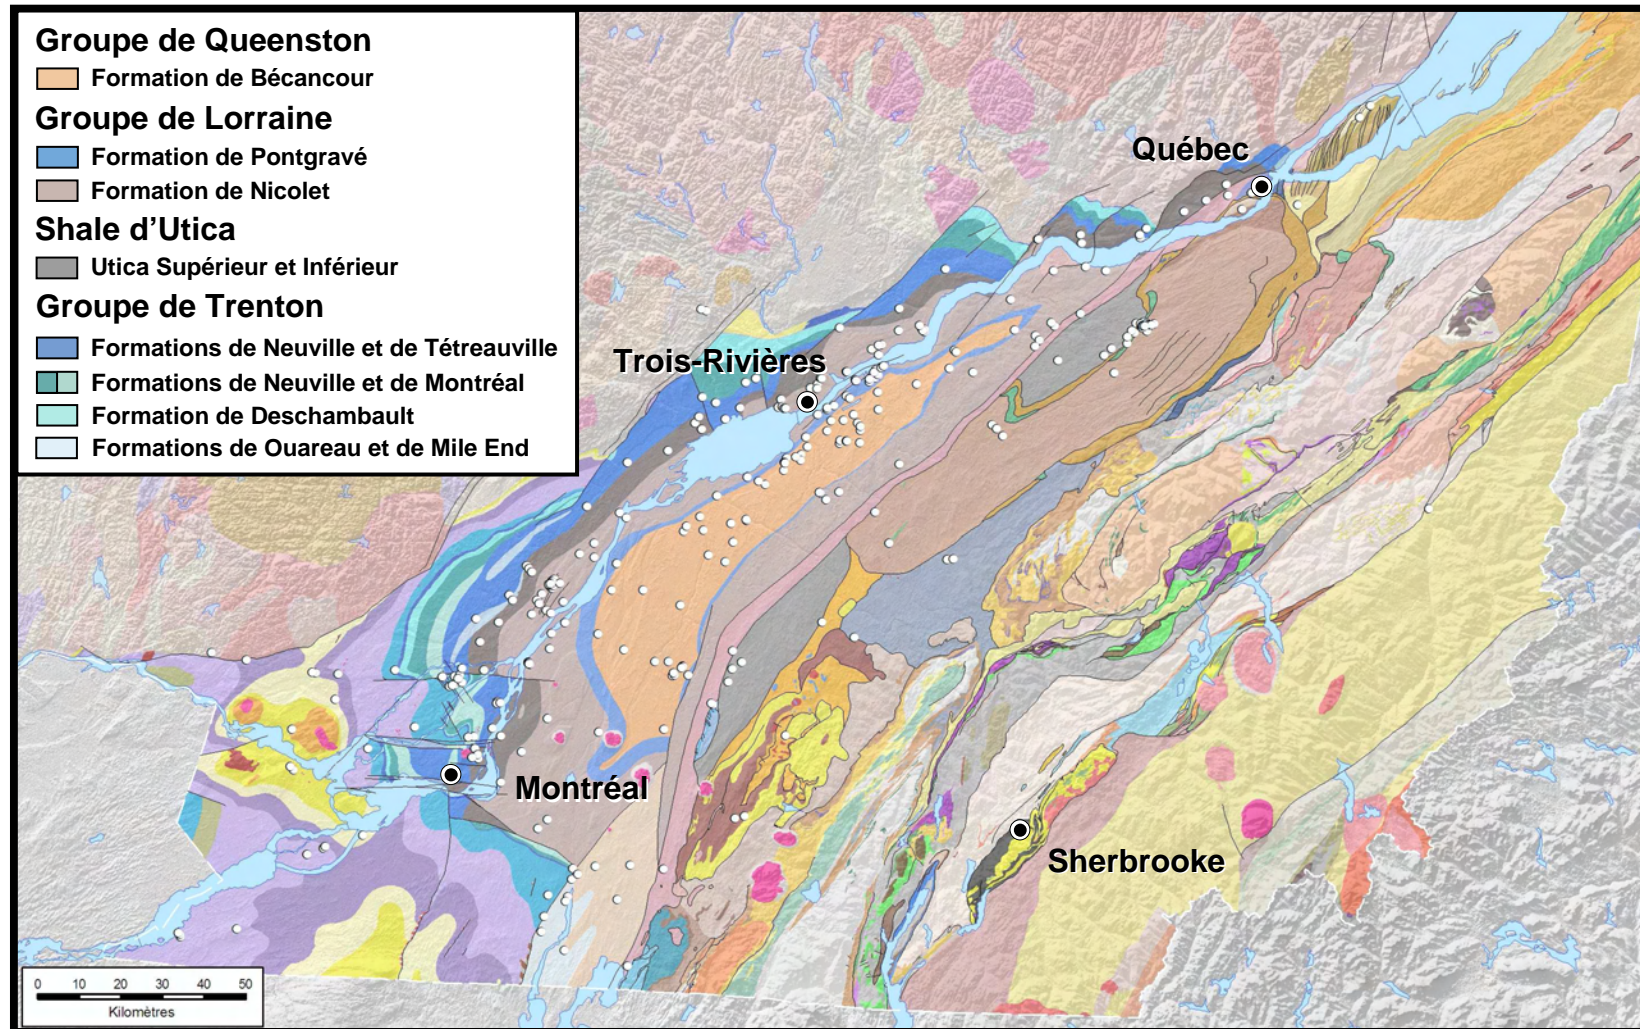 Groupe de Queenston
Formation de Bécancour
Groupe de Lorraine
Formation de Pontgravé
Formation de Nicolet
Shale d'Utica
Utica Supérieur et Inférieur
Groupe de Trenton
Formations de Neuville et de Tétreauville
Formations de Neuville et de Montréal
Formation de Deschambault
Formations de Ouareau et de Mile End
Québec
Trois-Rivières
Montréal
Sherbrooke
0 10 20 30 40 50
Kilomètres